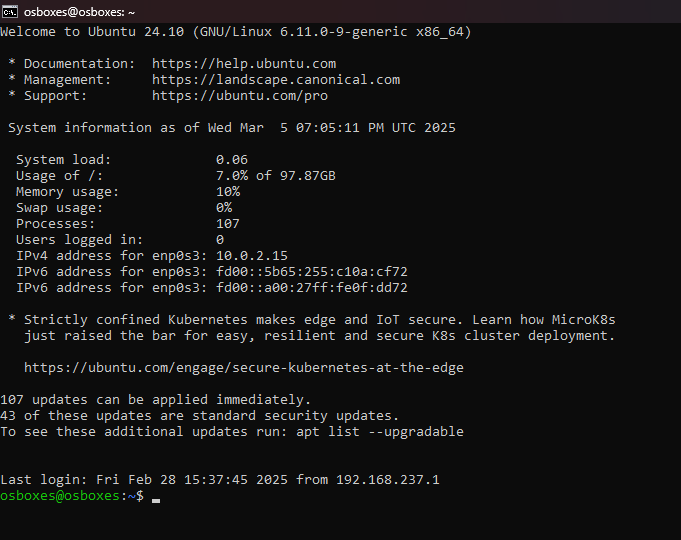 osboxes@osboxes: ~
Welcome to Ubuntu 24.10 (GNU/Linux 6.11.0-9-generic x86_64)
* Documentation:  https://help.ubuntu.com
* Management:     https://landscape.canonical.com
* Support:        https://ubuntu.com/pro
System information as of Wed Mar  5 07:05:11 PM UTC 2025
System load:             0.06
Usage of /:              7.0% of 97.87GB
Memory usage:            10%
Swap usage:              0%
Processes:               107
Users logged in:         0
IPv4 address for enp0s3: 10.0.2.15
IPv6 address for enp0s3: fd00::5b65:255:c10a:cf72
IPv6 address for enp0s3: fd00::a00:27ff:fe0f:dd72
* Strictly confined Kubernetes makes edge and IoT secure. Learn how MicroK8s
just raised the bar for easy, resilient and secure K8s cluster deployment.
https://ubuntu.com/engage/secure-kubernetes-at-the-edge
107 updates can be applied immediately.
43 of these updates are standard security updates.
To see these additional updates run: apt list --upgradable
Last login: Fri Feb 28 15:37:45 2025 from 192.168.237.1
osboxes@osboxes:~$